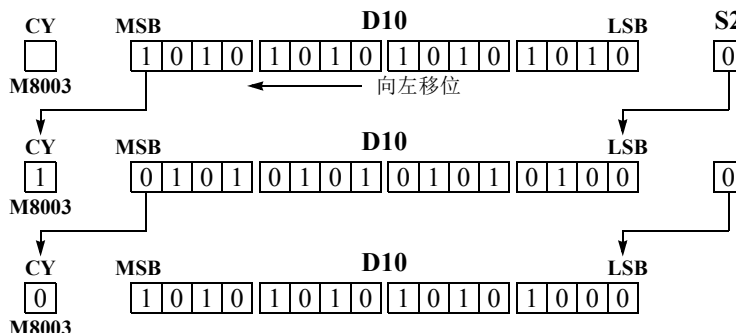 CY MSB D10 LSB S2
1 0 1 0 1 0 1 0 1 0 1 0 1 0 1 0 0
M8003 向左移位
CY MSB D10 LSB
1 0 1 0 1 0 1 0 1 0 1 0 1 0 1 0 0 0
M8003
CY MSB D10 LSB
0 1 0 1 0 1 0 1 0 1 0 1 0 1 0 0 0
M8003